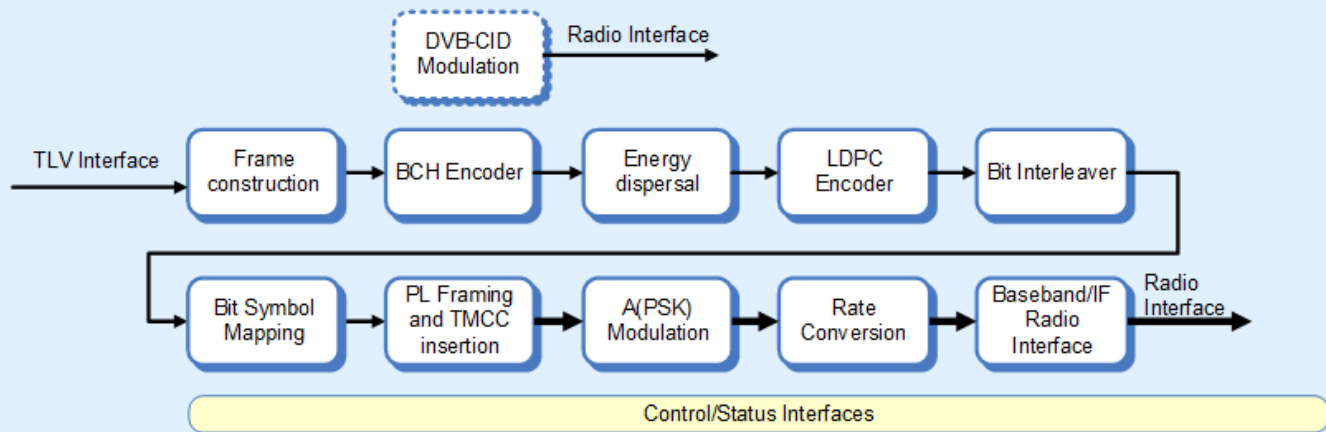 DVB-CID
Modulation
Radio Interface
TLV Interface
Frame
construction
BCH Encoder
Energy
dispersal
LDPC
Encoder
Bit Interleaver
Bit Symbol
Mapping
PL Framing
and TMCC
insertion
A(PSK)
Modulation
Rate
Conversion
Baseband/IF
Radio
Interface
Radio
Interface
Control/Status Interfaces